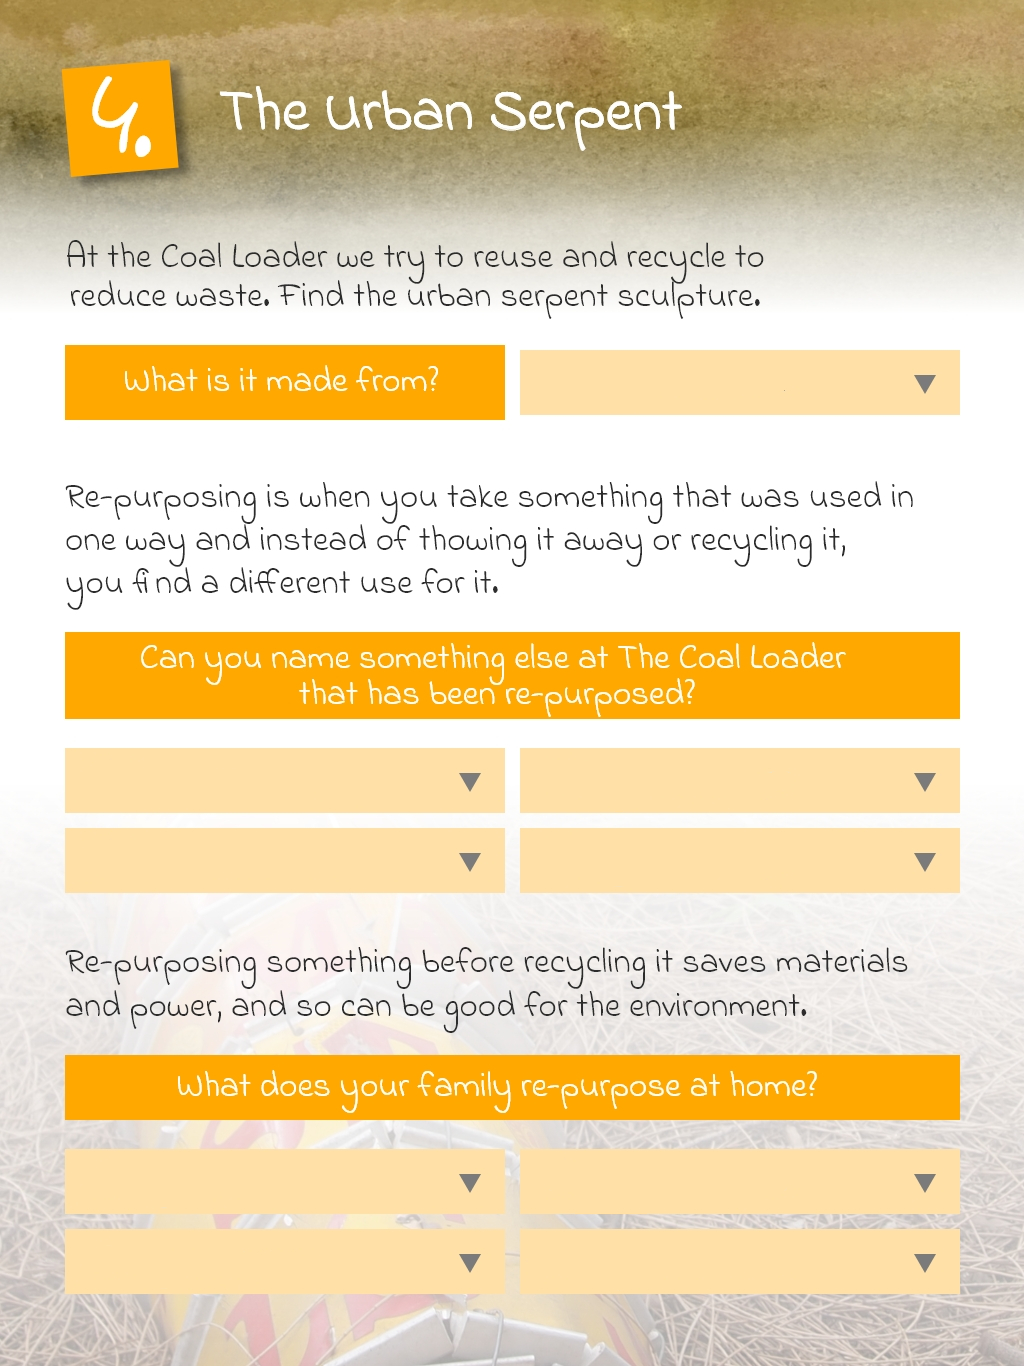 4.
The Urban Serpent
At the Coal Loader we try to reuse and recycle to
reduce waste. Find the urban serpent sculpture.
What is it made from?
Re-purposing is when you take something that was used in
one way and instead of thowing it away or recycling it,
you find a different use for it.
Can you name something else at The Coal Loader
that has been re-purposed?
Re-purposing something before recycling it saves materials
and power, and so can be good for the environment.
What does your family re-purpose at home?